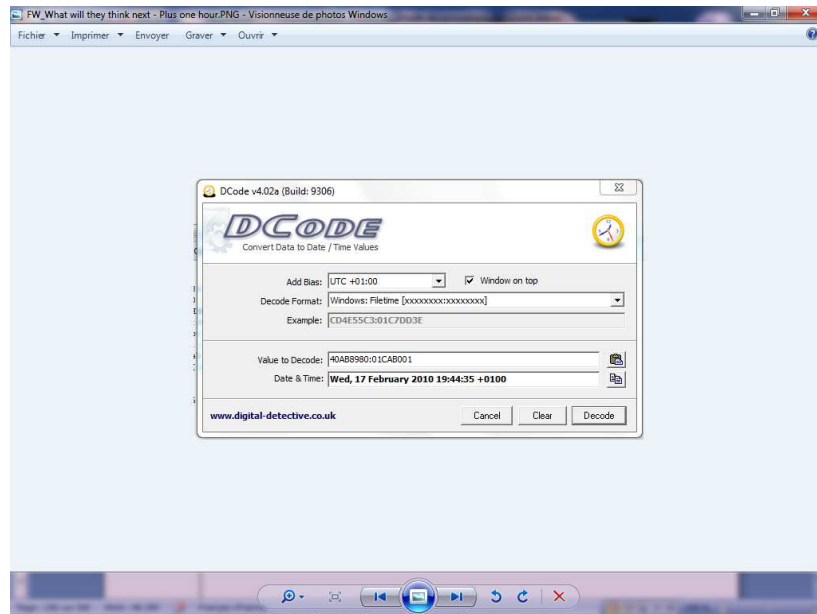 FW_What will they think next - Plus one hour.PNG - Visionneuse de photos Windows
Fichier Imprimer Envoyer Graver Ouvrir
DCode v4.02a (Build: 9306)
DCODE
Convert Data to Date / Time Values
Add Bias: UTC +01:00 Window on top
Decode Format: Windows: Filetime [xxxxxxxx:xxxxxxxx]
Example: CD4E55C3:01C7DD3E
Value to Decode: 40AB8980:01CAB001
Date & Time: Wed, 17 February 2010 19:44:35 +0100
www.digital-detective.co.uk Cancel Clear Decode